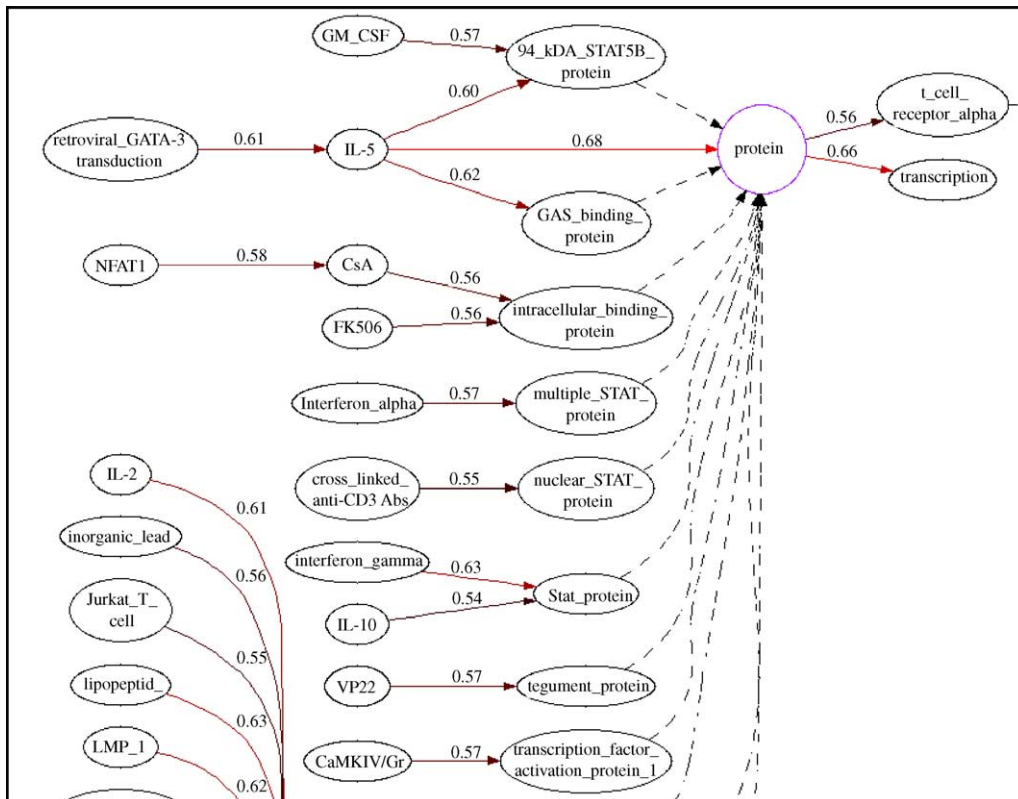 GM_CSF
0.57
94_kDA_STAT5B_
protein
0.60
t_cell_
receptor_alpha
0.56
retroviral_GATA-3
transduction
0.61
IL-5
0.68
protein
0.66
transcription
0.62
GAS_binding_
protein
NFAT1
0.58
CsA
0.56
intracellular_binding_
protein
FK506
0.56
Interferon_alpha
0.57
multiple_STAT_
protein
IL-2
cross_linked_
anti-CD3 Abs
0.55
nuclear_STAT_
protein
0.61
inorganic_lead
interferon_gamma
0.63
0.56
Stat_protein
Jurkat_T_
cell
0.54
IL-10
0.55
lipopeptid_
VP22
0.57
tegument_protein
0.63
LMP_1
CaMKIV/Gr
0.57
transcription_factor_
activation_protein_1
0.62